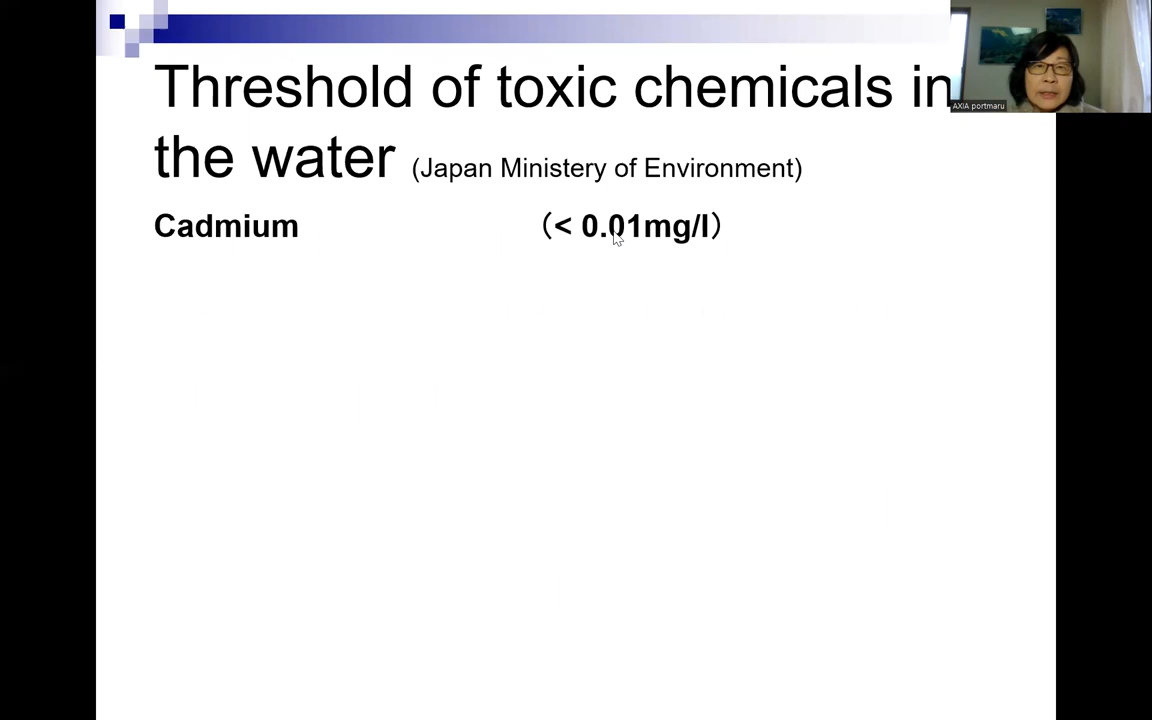 Threshold of toxic chemicals in
the water (Japan Ministery of Environment)
Cadmium （< 0.01mg/l）
AXIA portmaru